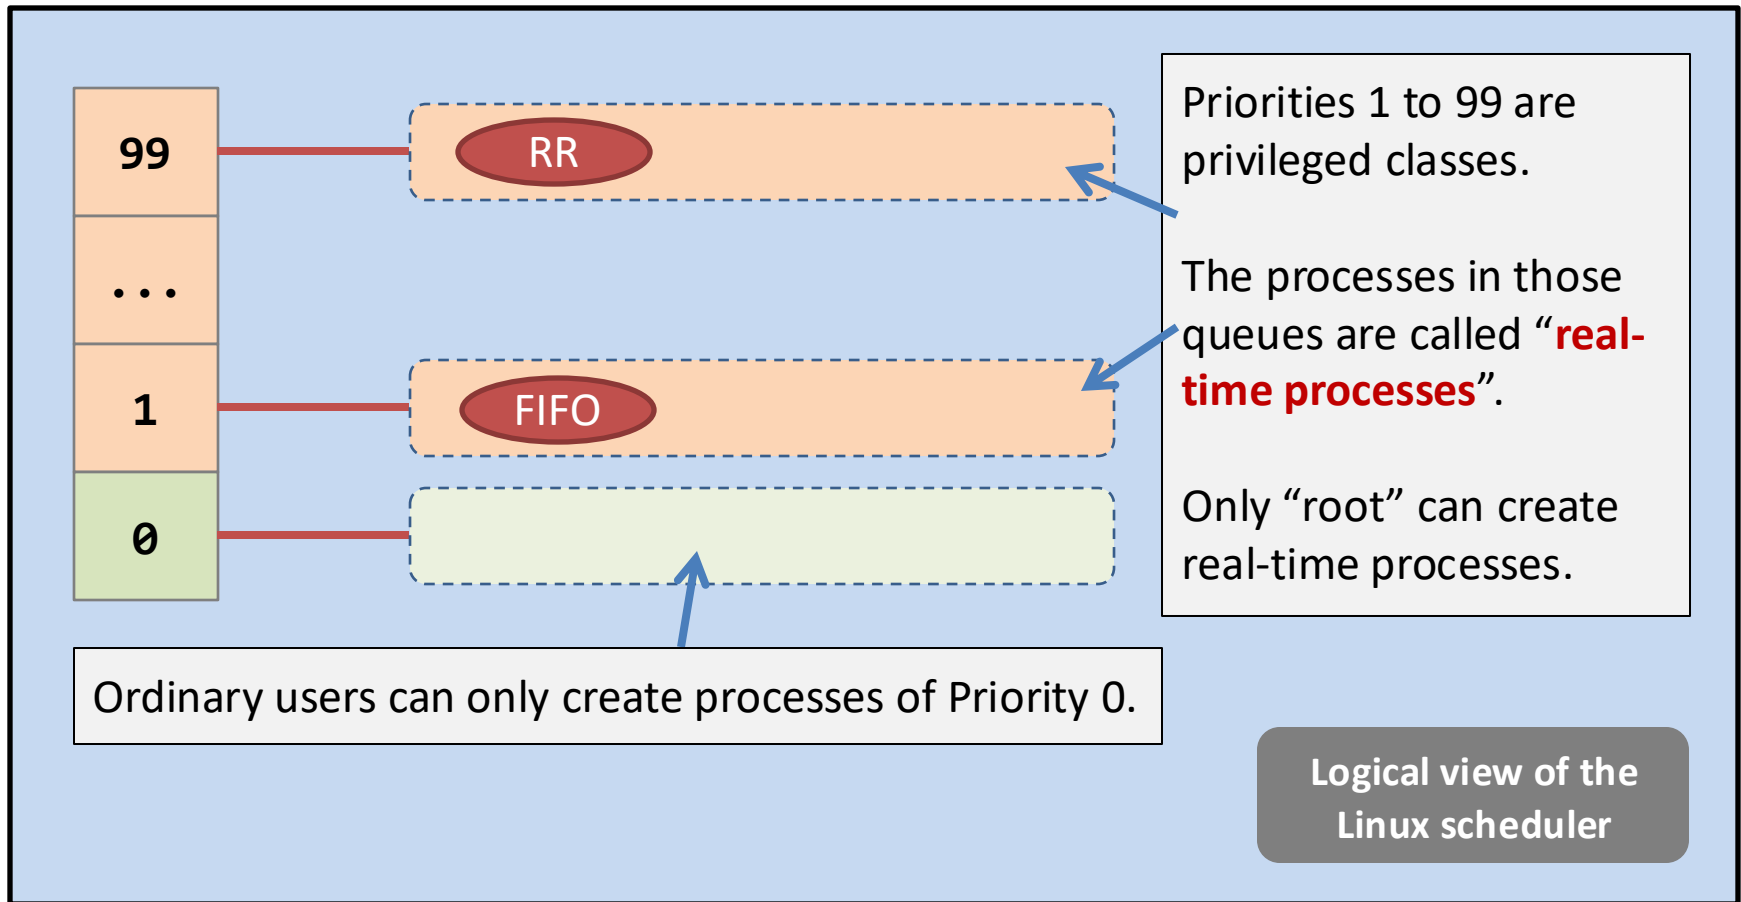 99
...
1
0
RR
FIFO
Priorities 1 to 99 are
privileged classes.
The processes in those
queues are called “real-
time processes”.
Only “root” can create
real-time processes.
Ordinary users can only create processes of Priority 0.
Logical view of the
Linux scheduler